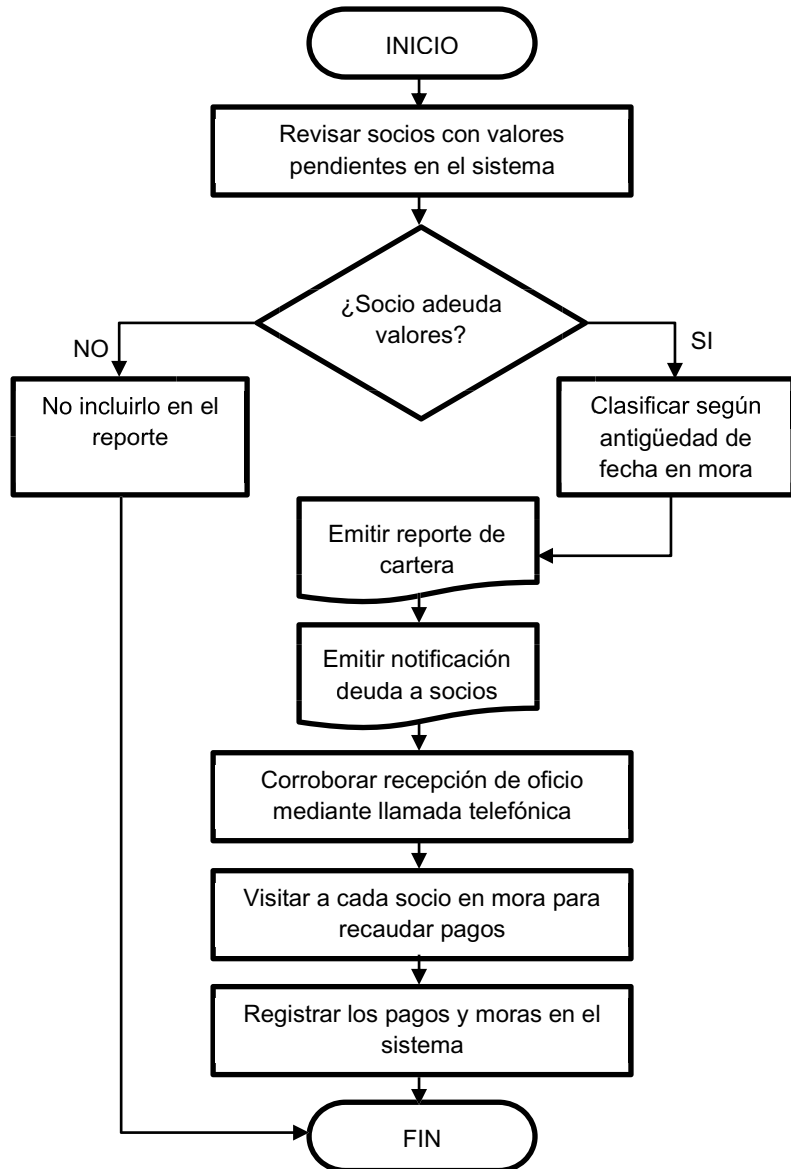 INICIO
Revisar socios con valores
pendientes en el sistema
¿Socio adeuda
valores?
NO
SI
No incluirlo en el
reporte
Clasificar según
antigüedad de
fecha en mora
Emitir reporte de
cartera
Emitir notificación
deuda a socios
Corroborar recepción de oficio
mediante llamada telefónica
Visitar a cada socio en mora para
recaudar pagos
Registrar los pagos y moras en el
sistema
FIN